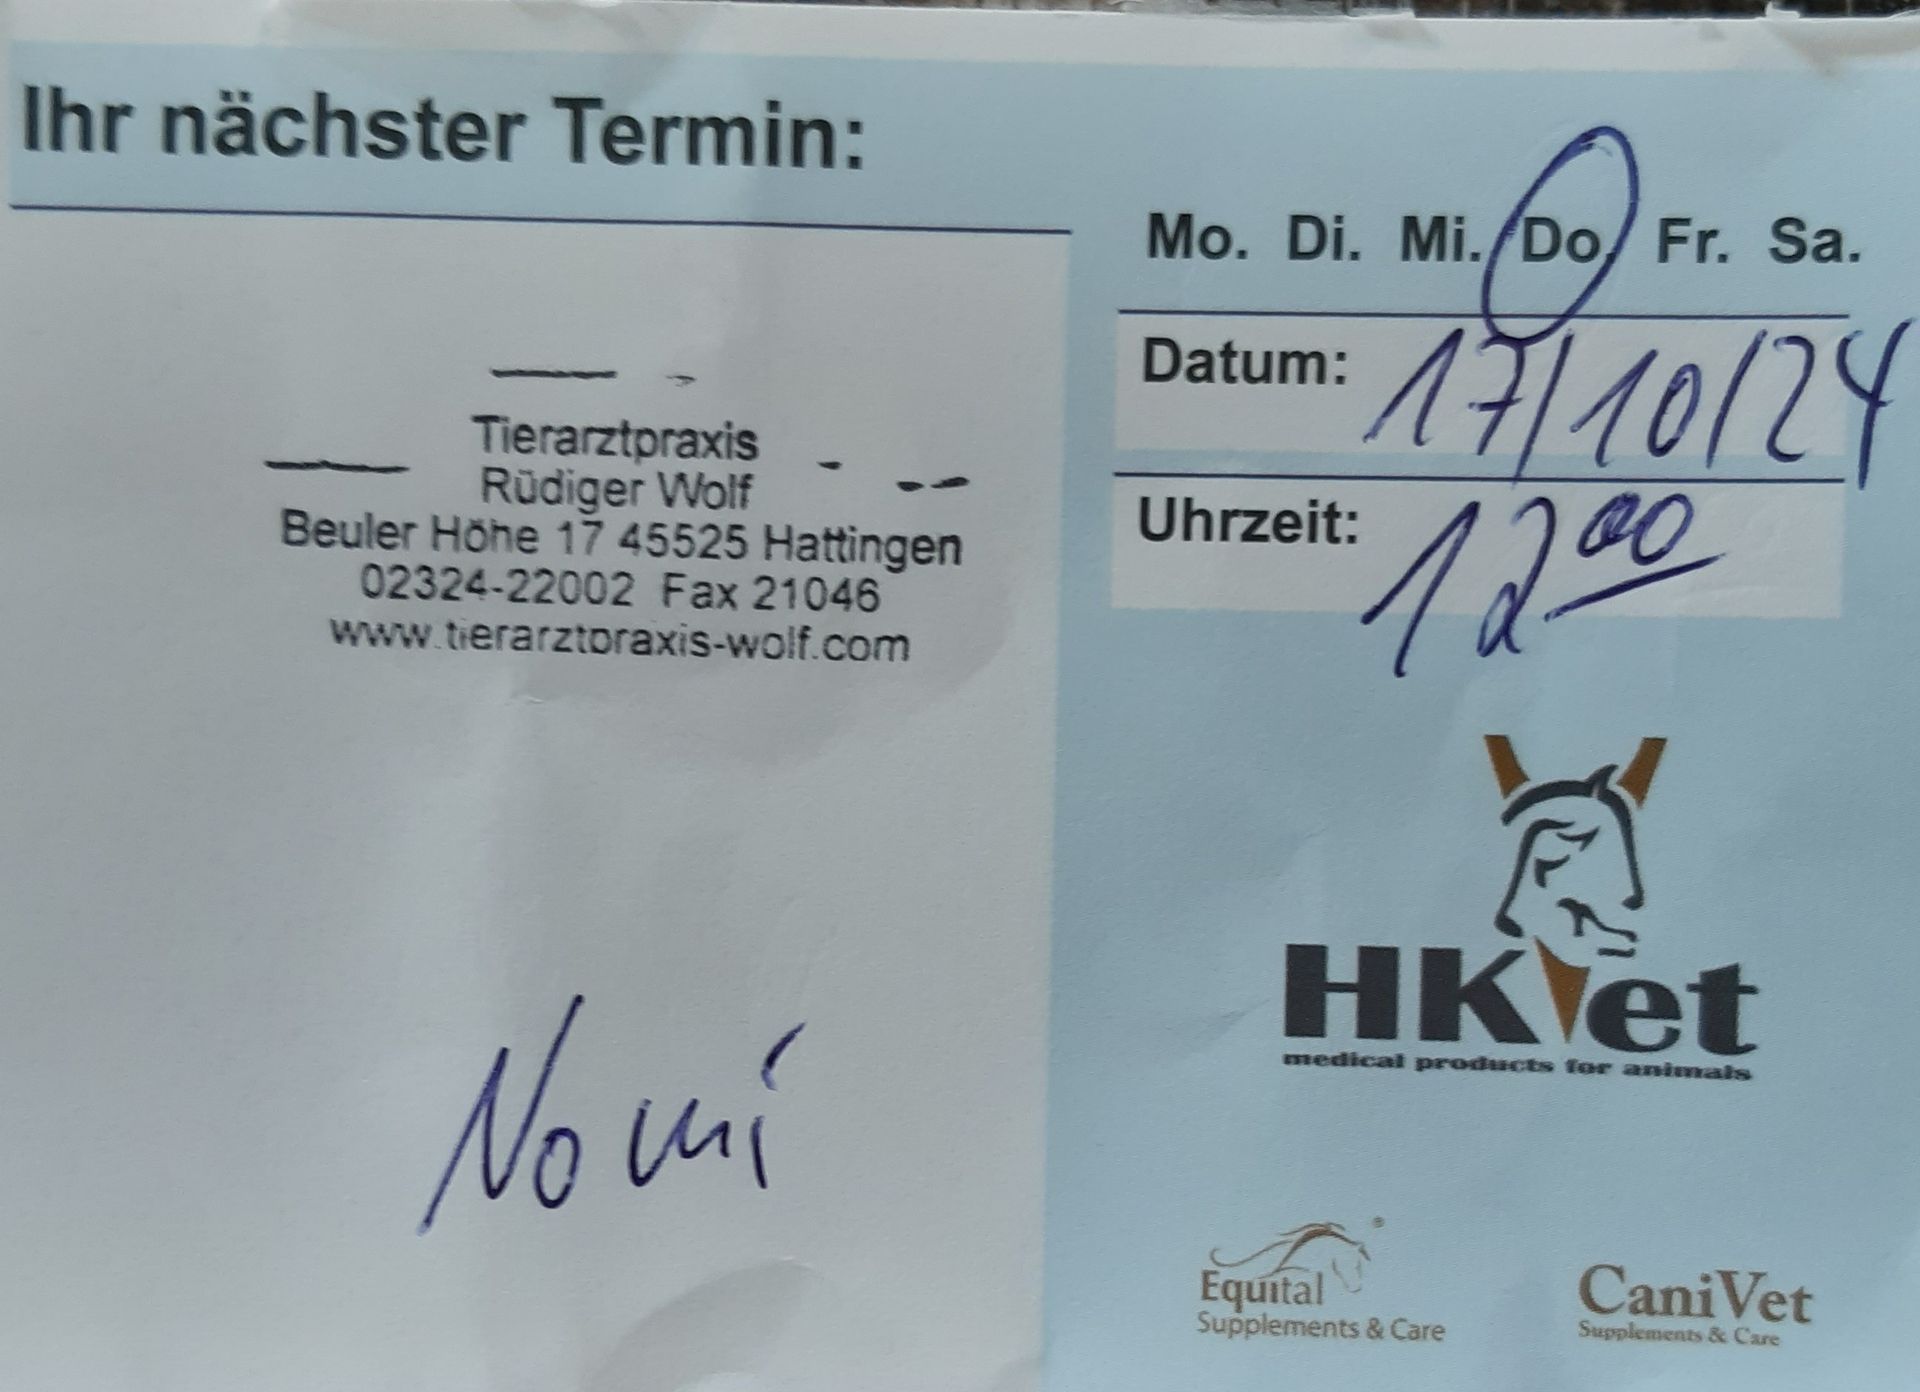 Ihr nächster Termin:
Tierarztpraxis
Rüdiger Wolf
Beuler Höhe 17 45525 Hattingen
02324-22002 Fax 21046
www.tierarztpraxis-wolf.com
Nomi
Mo. Di. Mi. Do. Fr. Sa.
Datum: 17/10/24
Uhrzeit: 12 00
HKVet
medical products for animals
Equital ®
Supplements & Care
CaniVet
Supplements & Care